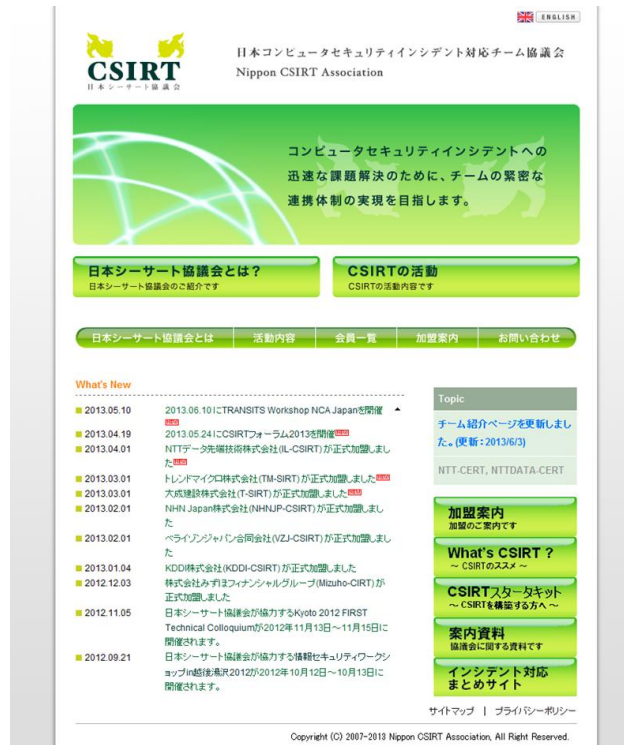 ENGLISH
CSIRT
日本シーサート協議会
日本コンピュータセキュリティインシデント対応チーム協議会
Nippon CSIRT Association
コンピュータセキュリティインシデントへの
迅速な課題解決のために、チームの緊密な
連携体制の実現を目指します。
日本シーサート協議会とは？
日本シーサート協議会のご紹介です
CSIRTの活動
CSIRTの活動内容です
日本シーサート協議会とは 活動内容 会員一覧 加盟案内 お問い合わせ
What's New
2013.05.10 2013.06.10にTRANSITS Workshop NCA Japanを開催
NEW
2013.04.19 2013.05.24にCSIRTフォーラム2013を開催NEW
2013.04.01 NTTデータ先端技術株式会社(IL-CSIRT)が正式加盟しまし
たNEW
2013.03.01 トレンドマイクロ株式会社(TM-SIRT)が正式加盟しましたNEW
2013.03.01 大成建設株式会社(T-SIRT)が正式加盟しましたNEW
2013.02.01 NHN Japan株式会社(NHNJP-CSIRT)が正式加盟しまし
た
2013.02.01 ベライゾンジャパン合同会社(VZJ-CSIRT)が正式加盟しまし
た
2013.01.04 KDDI株式会社(KDDI-CSIRT)が正式加盟しました
2012.12.03 株式会社みずほフィナンシャルグループ(Mizuho-CIRT)が
正式加盟しました
2012.11.05 日本シーサート協議会が協力するKyoto 2012 FIRST
Technical Colloquiumが2012年11月13日～11月15日に
開催されます。
2012.09.21 日本シーサート協議会が協力する情報セキュリティワークシ
ョップin越後湯沢2012が2012年10月12日～10月13日に
開催されます。
Topic
チーム紹介ページを更新しまし
た。(更新：2013/6/3)
NTT-CERT, NTTDATA-CERT
加盟案内
加盟のご案内です
What's CSIRT ?
～ CSIRTのススメ ～
CSIRTスタータキット
～ CSIRTを構築する方へ ～
案内資料
協議会に関する資料です
インシデント対応
まとめサイト
サイトマップ | プライバシーポリシー
Copyright (C) 2007-2013 Nippon CSIRT Association, All Right Reserved.